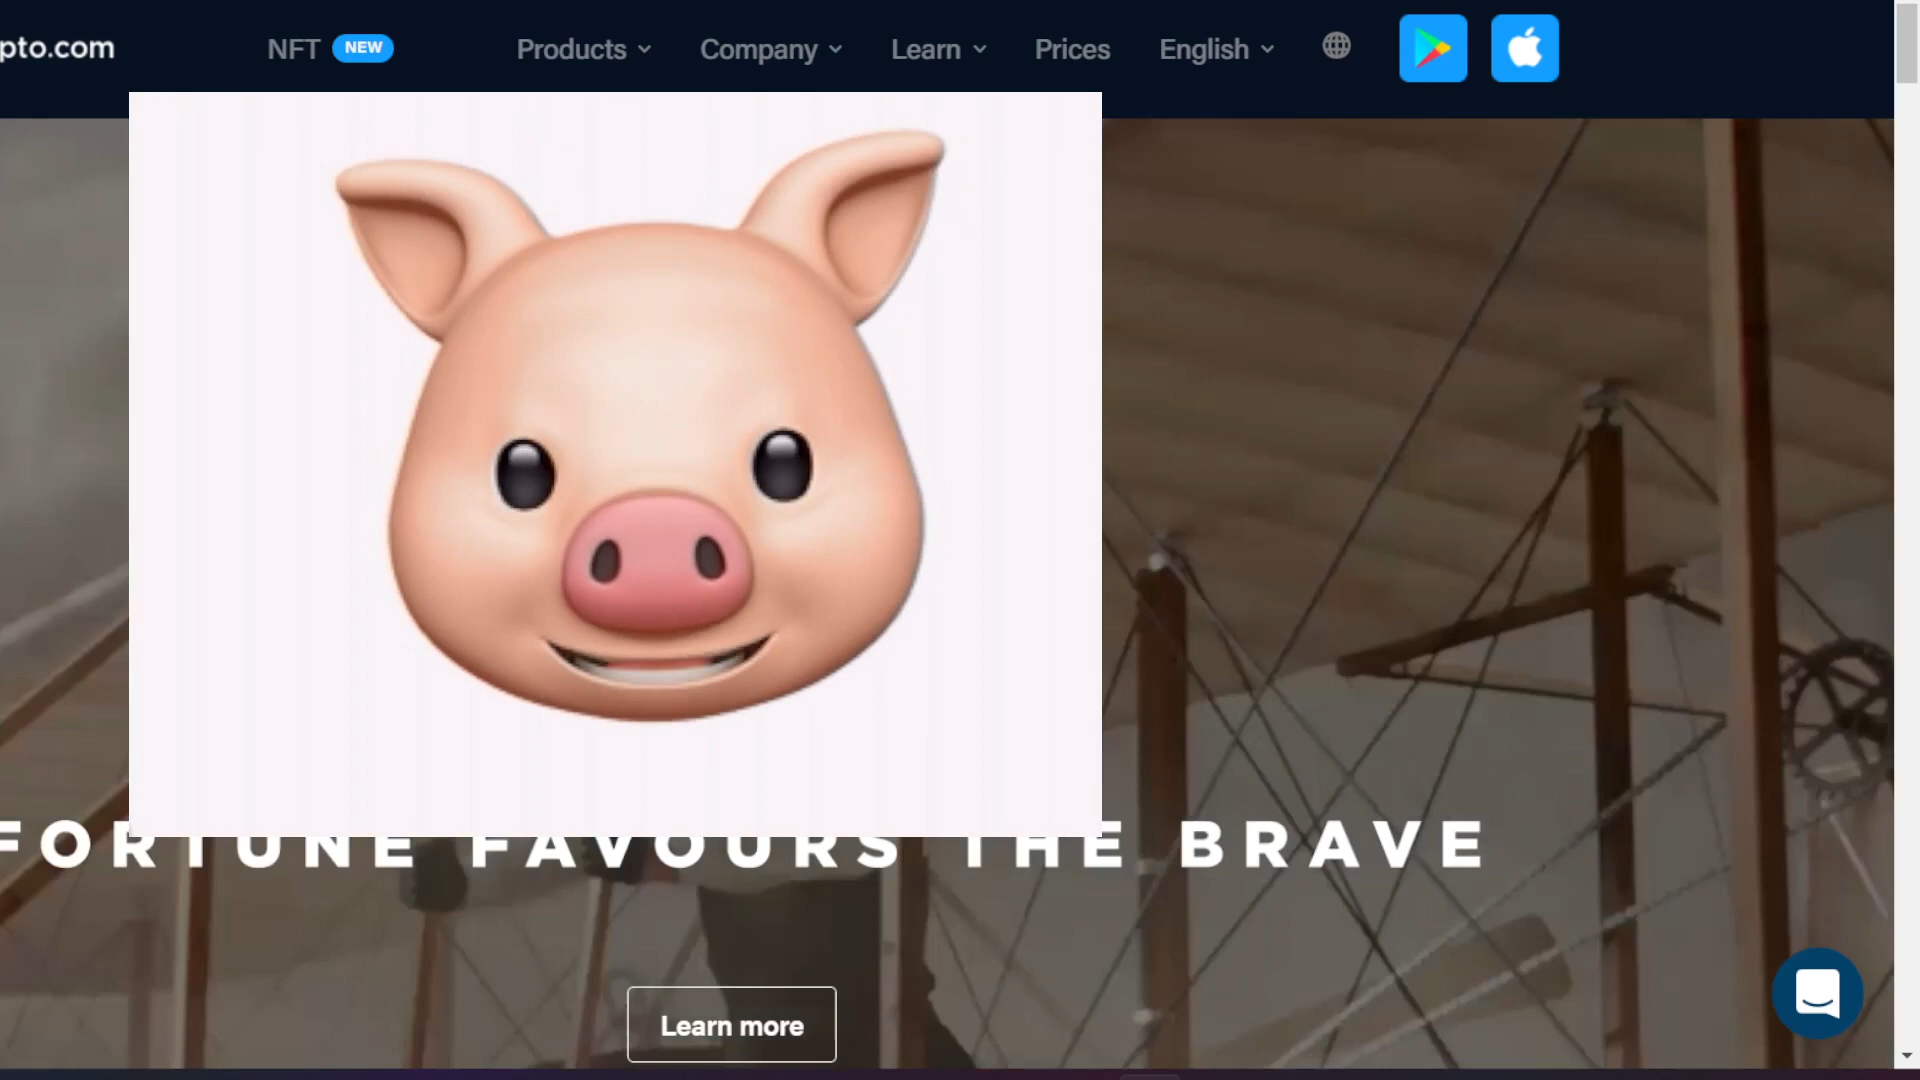 pto.com
NFT NEW Products Company Learn Prices English
FORTUNE FAVOURS THE BRAVE
Learn more